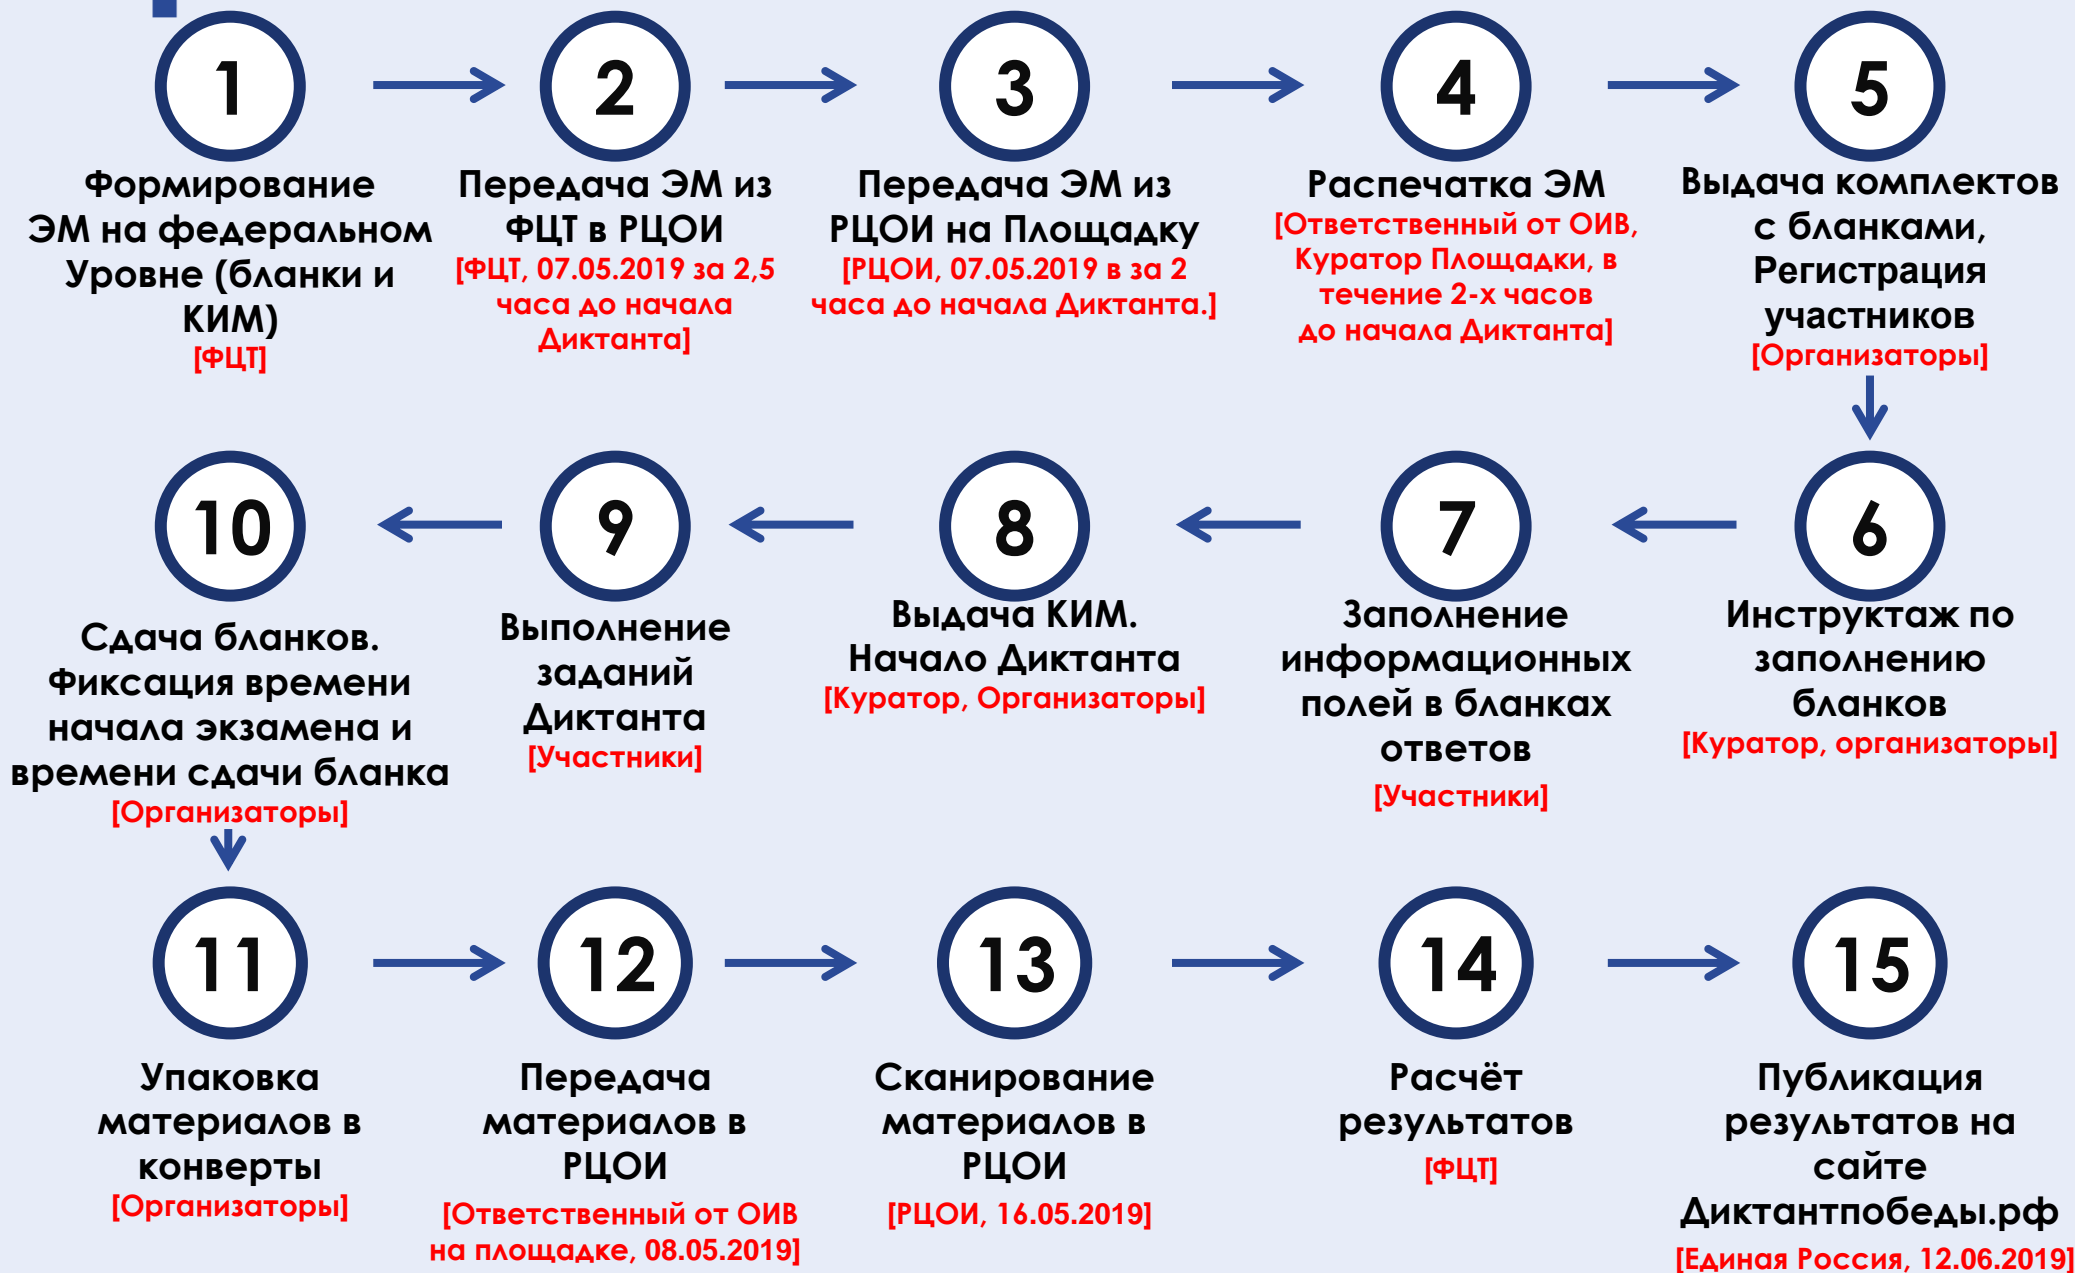 1
Формирование
ЭМ на федеральном
Уровне (бланки и
КИМ)
[ФЦТ]
2
Передача ЭМ из
ФЦТ в РЦОИ
[ФЦТ, 07.05.2019 за 2,5
часа до начала
Диктанта]
3
Передача ЭМ из
РЦОИ на Площадку
[РЦОИ, 07.05.2019 в за 2
часа до начала Диктанта.]
4
Распечатка ЭМ
[Ответственный от ОИВ,
Куратор Площадки, в
течение 2-х часов
до начала Диктанта]
5
Выдача комплектов
с бланками,
Регистрация
участников
[Организаторы]
6
Инструктаж по
заполнению
бланков
[Куратор, организаторы]
7
Заполнение
информационных
полей в бланках
ответов
[Участники]
8
Выдача КИМ.
Начало Диктанта
[Куратор, Организаторы]
9
Выполнение
заданий
Диктанта
[Участники]
10
Сдача бланков.
Фиксация времени
начала экзамена и
времени сдачи бланка
[Организаторы]
11
Упаковка
материалов в
конверты
[Организаторы]
12
Передача
материалов в
РЦОИ
[Ответственный от ОИВ
на площадке, 08.05.2019]
13
Сканирование
материалов в
РЦОИ
[РЦОИ, 16.05.2019]
14
Расчёт
результатов
[ФЦТ]
15
Публикация
результатов на
сайте
Диктантпобеды.рф
[Единая Россия, 12.06.2019]